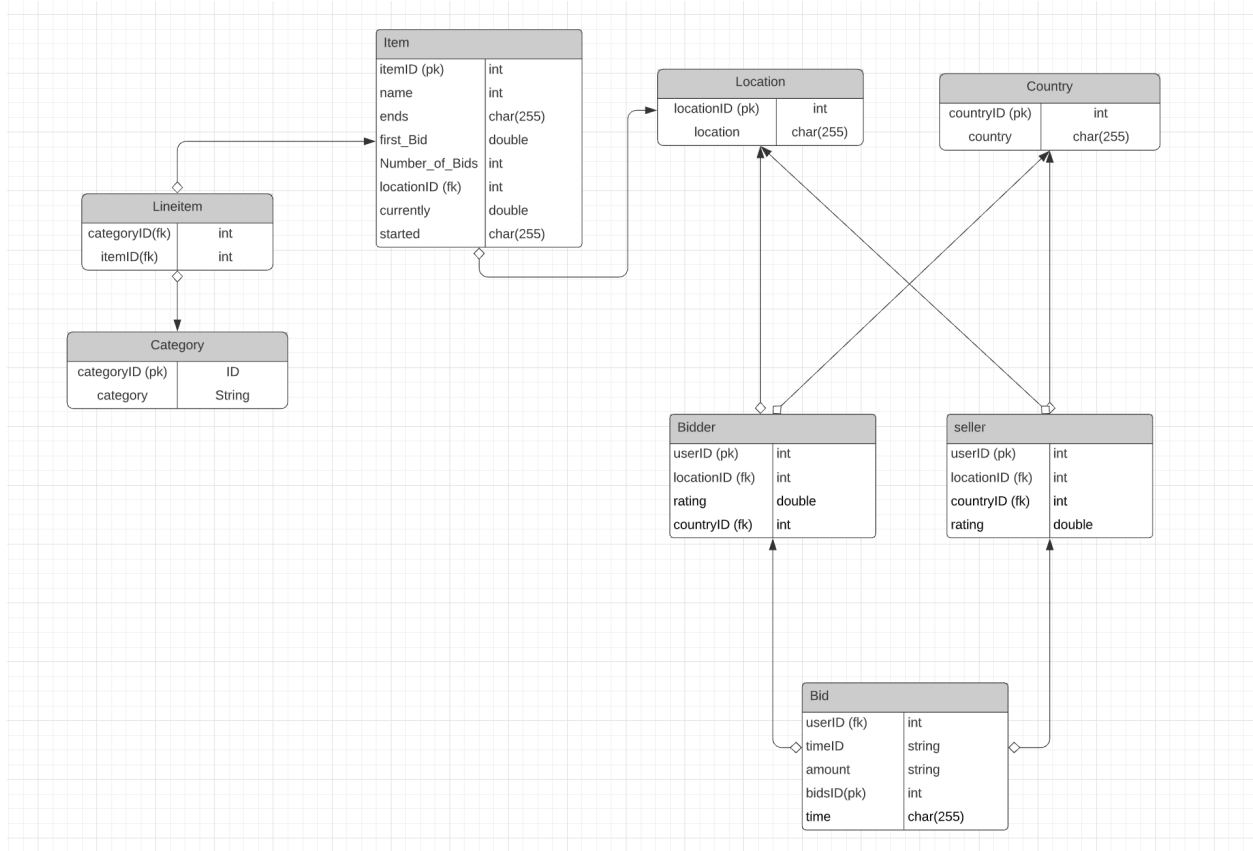 Item
itemID (pk) int
name int
ends char(255)
first_Bid double
Number_of_Bids int
locationID (fk) int
currently double
started char(255)
Location
locationID (pk) int
location char(255)
Country
countryID (pk) int
country char(255)
Lineitem
categoryID(fk) int
itemID(fk) int
Category
categoryID (pk) ID
category String
Bidder
userID (pk) int
locationID (fk) int
rating double
countryID (fk) int
seller
userID (pk) int
locationID (fk) int
countryID (fk) int
rating double
Bid
userID (fk) int
timeID string
amount string
bidsID(pk) int
time char(255)